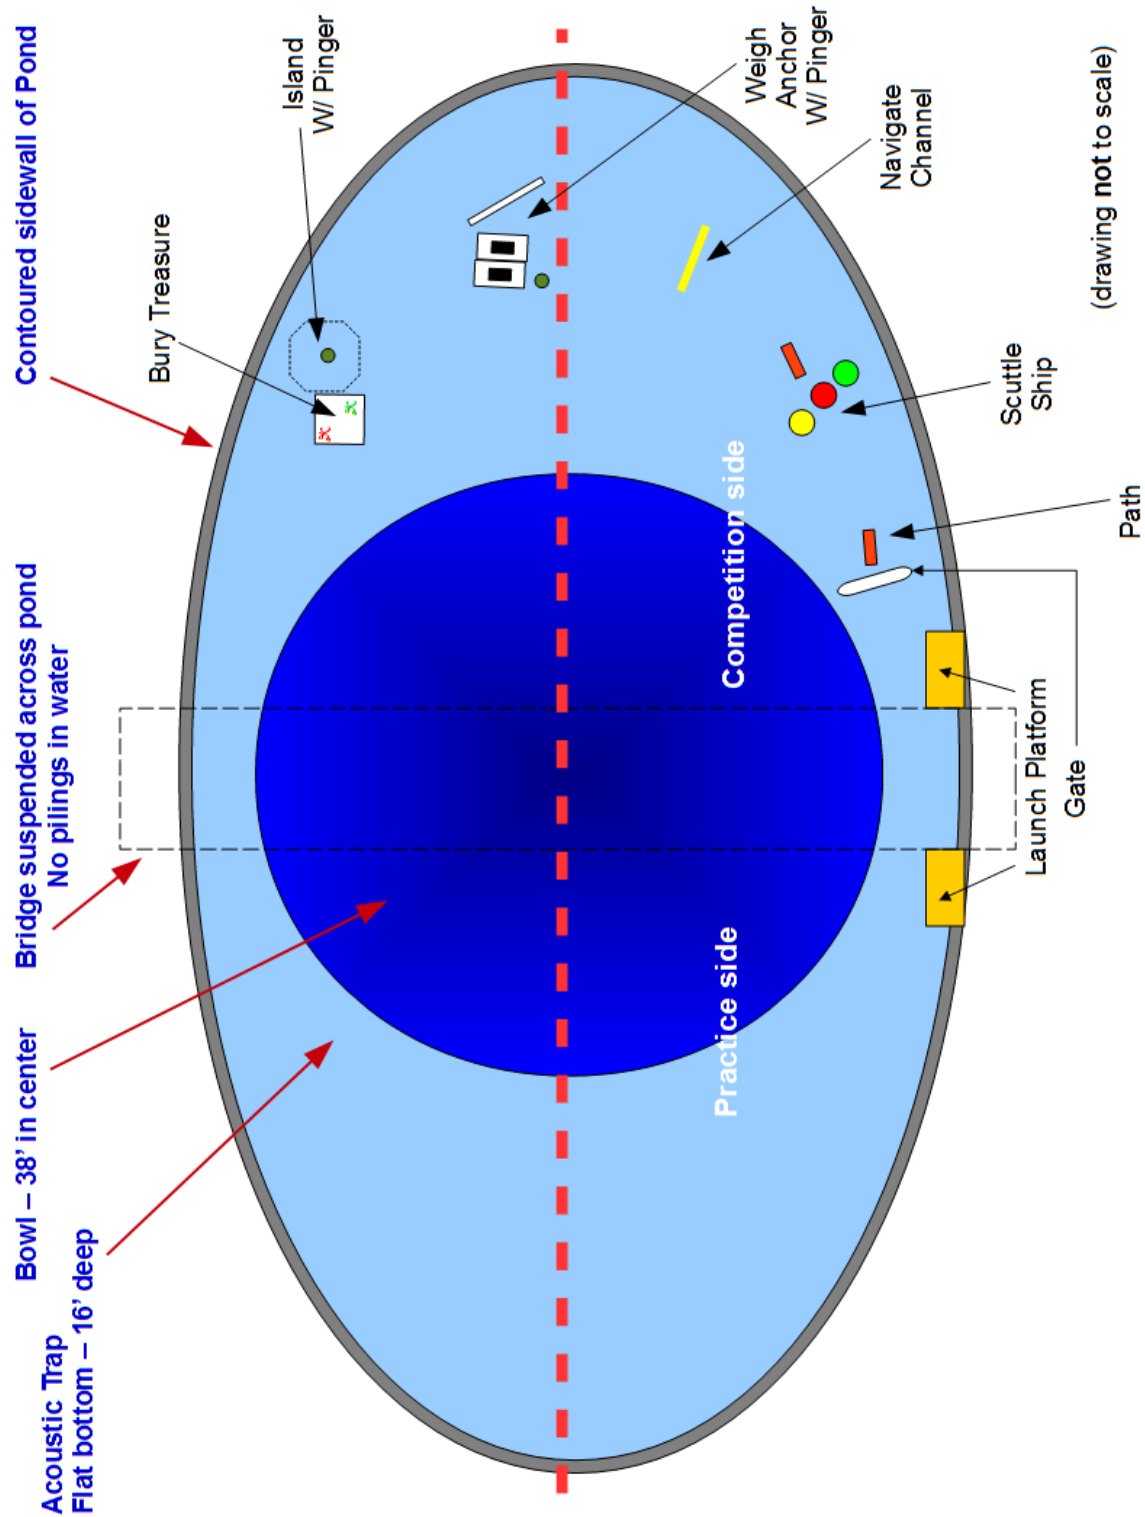 Acoustic Trap
Flat bottom – 16’ deep
Bowl – 38’ in center
Bridge suspended across pond
No pilings in water
Contoured sidewall of Pond
Bury Treasure
Island
W/ Pinger
Practice side
Competition side
Weigh
Anchor
W/ Pinger
Navigate
Channel
Scuttle
Ship
Launch Platform
Gate
Path
(drawing not to scale)